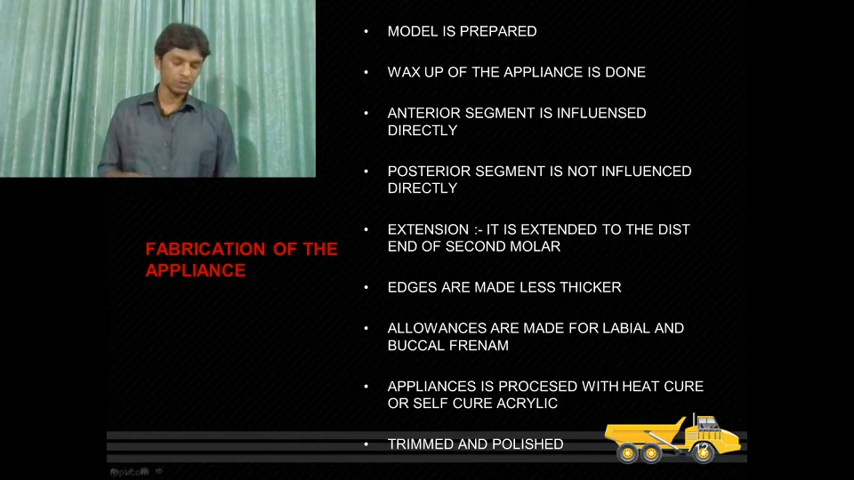 MODEL IS PREPARED
WAX UP OF THE APPLIANCE IS DONE
ANTERIOR SEGMENT IS INFLUENSED
DIRECTLY
POSTERIOR SEGMENT IS NOT INFLUENCED
DIRECTLY
FABRICATION OF THE
APPLIANCE
EXTENSION :- IT IS EXTENDED TO THE DIST
END OF SECOND MOLAR
EDGES ARE MADE LESS THICKER
ALLOWANCES ARE MADE FOR LABIAL AND
BUCCAL FRENAM
APPLIANCES IS PROCESED WITH HEAT CURE
OR SELF CURE ACRYLIC
TRIMMED AND POLISHED
12